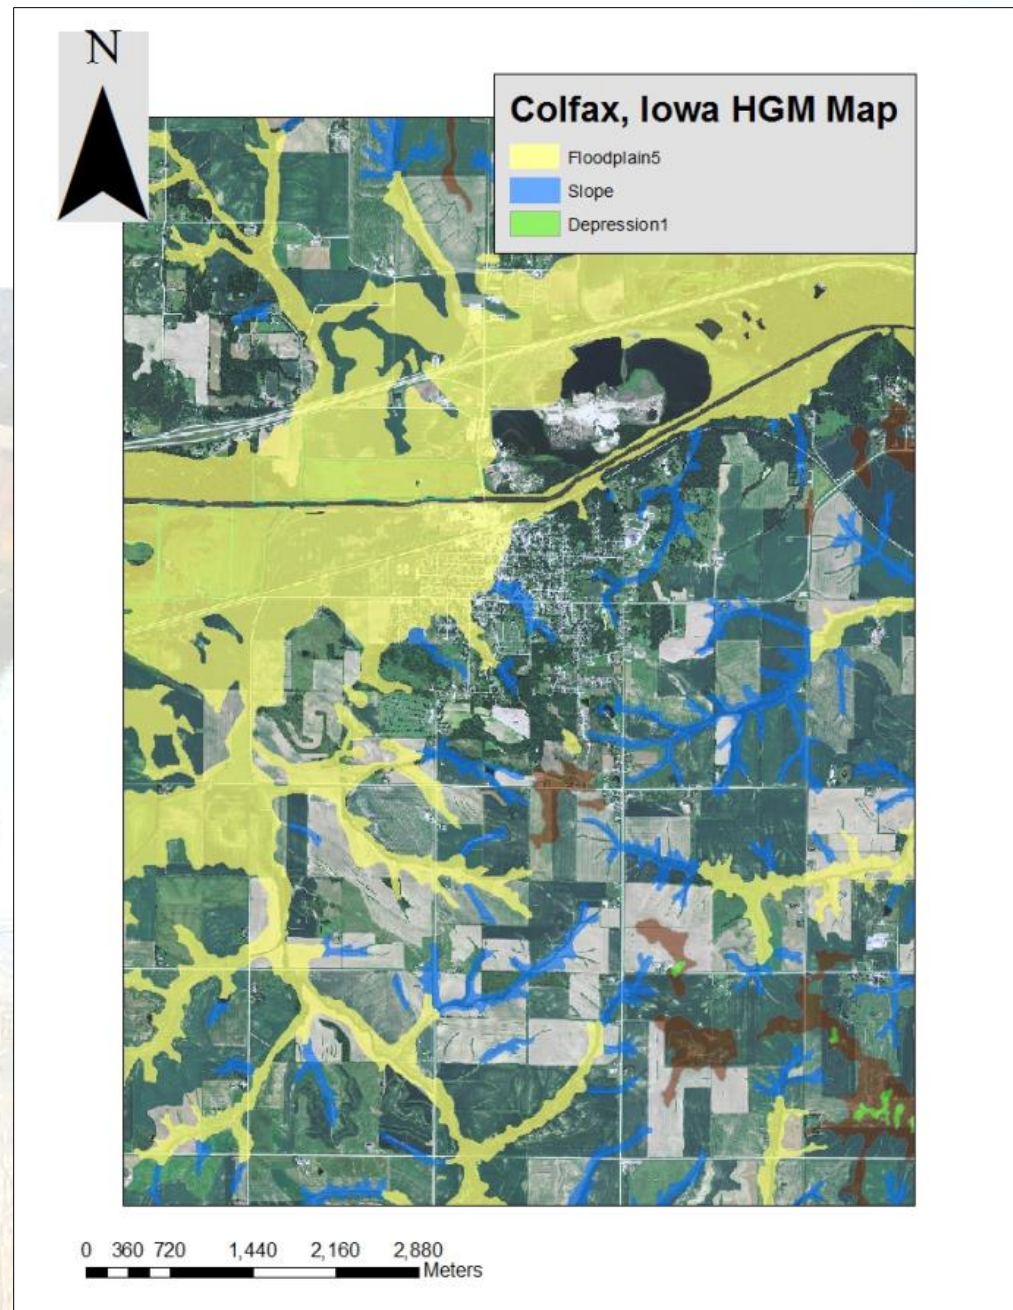 N
Colfax, Iowa HGM Map
Floodplain5
Slope
Depression1
0 360 720 1,440 2,160 2,880
Meters